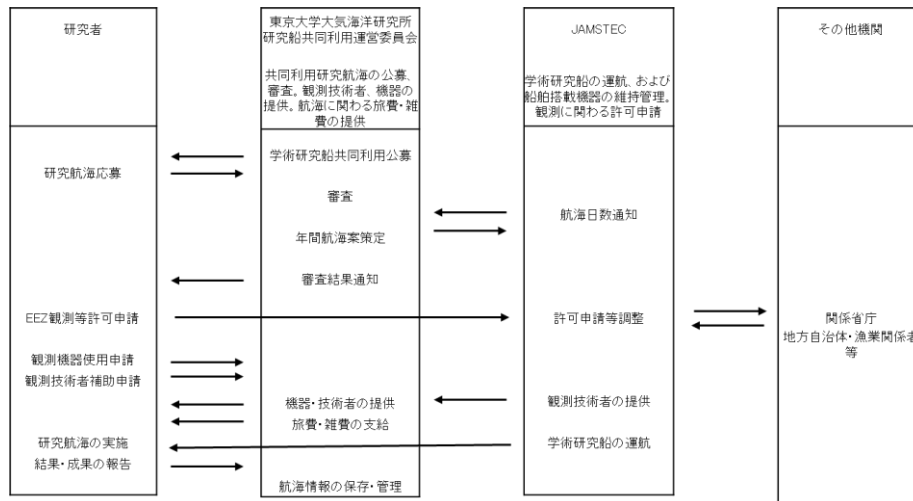 研究者
東京大学大気海洋研究所
研究船共同利用運営委員会
共同利用研究航海の公募、
審査。観測技術者、機器の
提供。航海に関わる旅費・雑
費の提供
JAMSTEC
学術研究船の運航、および
船舶搭載機器の維持管理。
観測に関わる許可申請
その他機関
学術研究船共同利用公募
研究航海応募
審査
航海日数通知
年間航海案策定
審査結果通知
EEZ観測等許可申請
許可申請等調整
関係省庁
地方自治体・漁業関係者
等
観測機器使用申請
観測技術者補助申請
機器・技術者の提供
観測技術者の提供
旅費・雑費の支給
研究航海の実施
学術研究船の運航
結果・成果の報告
航海情報の保存・管理